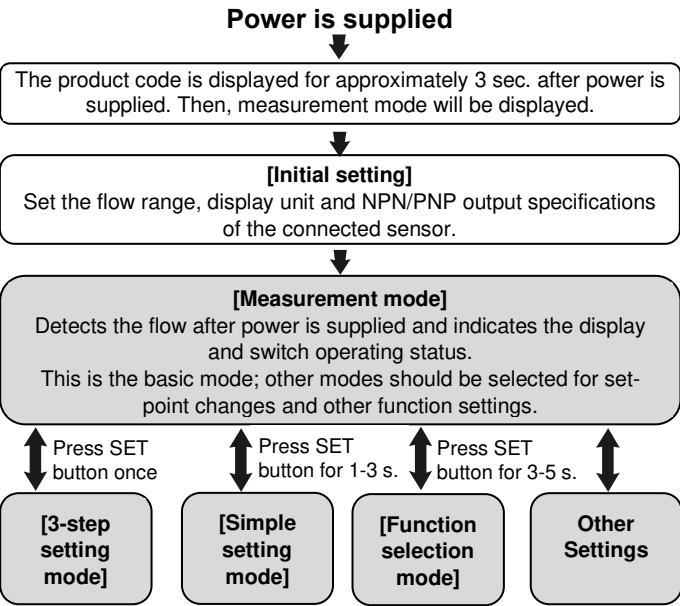 Power is supplied
The product code is displayed for approximately 3 sec. after power is
supplied. Then, measurement mode will be displayed.
[Initial setting]
Set the flow range, display unit and NPN/PNP output specifications
of the connected sensor.
[Measurement mode]
Detects the flow after power is supplied and indicates the display
and switch operating status.
This is the basic mode; other modes should be selected for set-
point changes and other function settings.
Press SET
button once
Press SET
button for 1-3 s.
Press SET
button for 3-5 s.
[3-step
setting
mode]
[Simple
setting
mode]
[Function
selection
mode]
Other
Settings